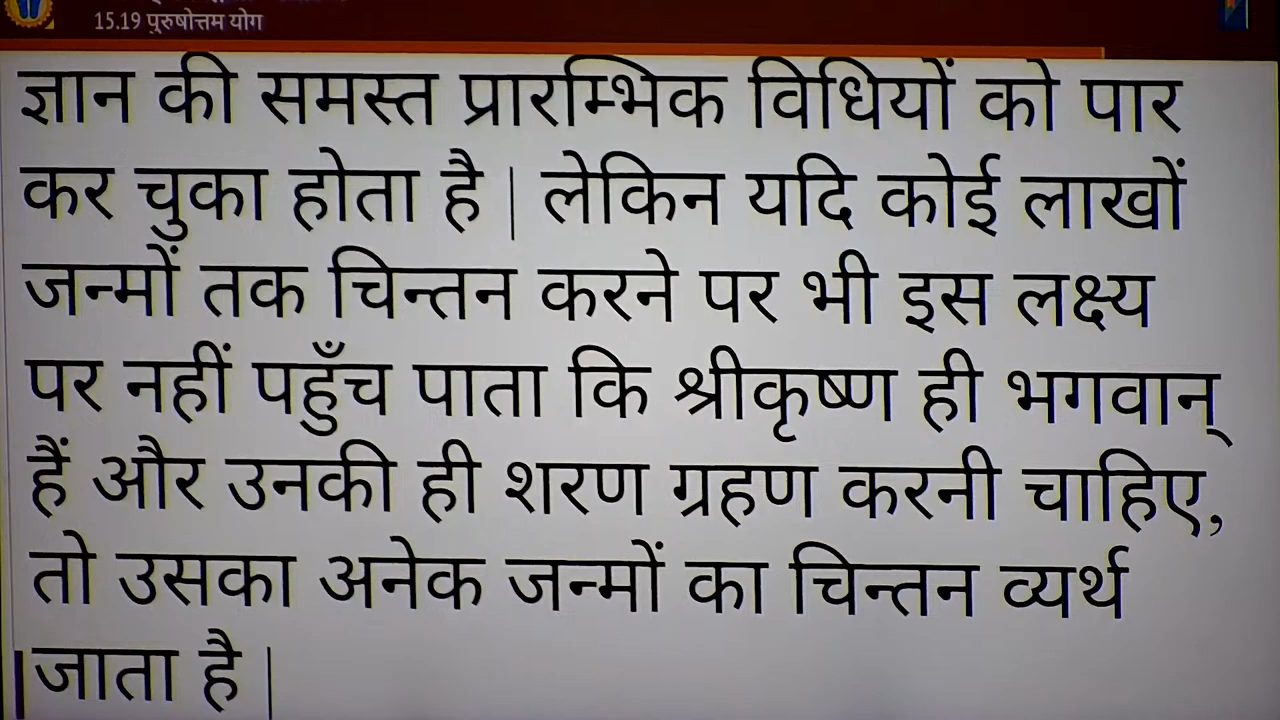 15.19 पुरुषोत्तम योग
ज्ञान की समस्त प्रारम्भिक विधियों को पार
कर चुका होता है | लेकिन यदि कोई लाखों
जन्मों तक चिन्तन करने पर भी इस लक्ष्य
पर नहीं पहुँच पाता कि श्रीकृष्ण ही भगवान्
हैं और उनकी ही शरण ग्रहण करनी चाहिए,
तो उसका अनेक जन्मों का चिन्तन व्यर्थ
जाता है |